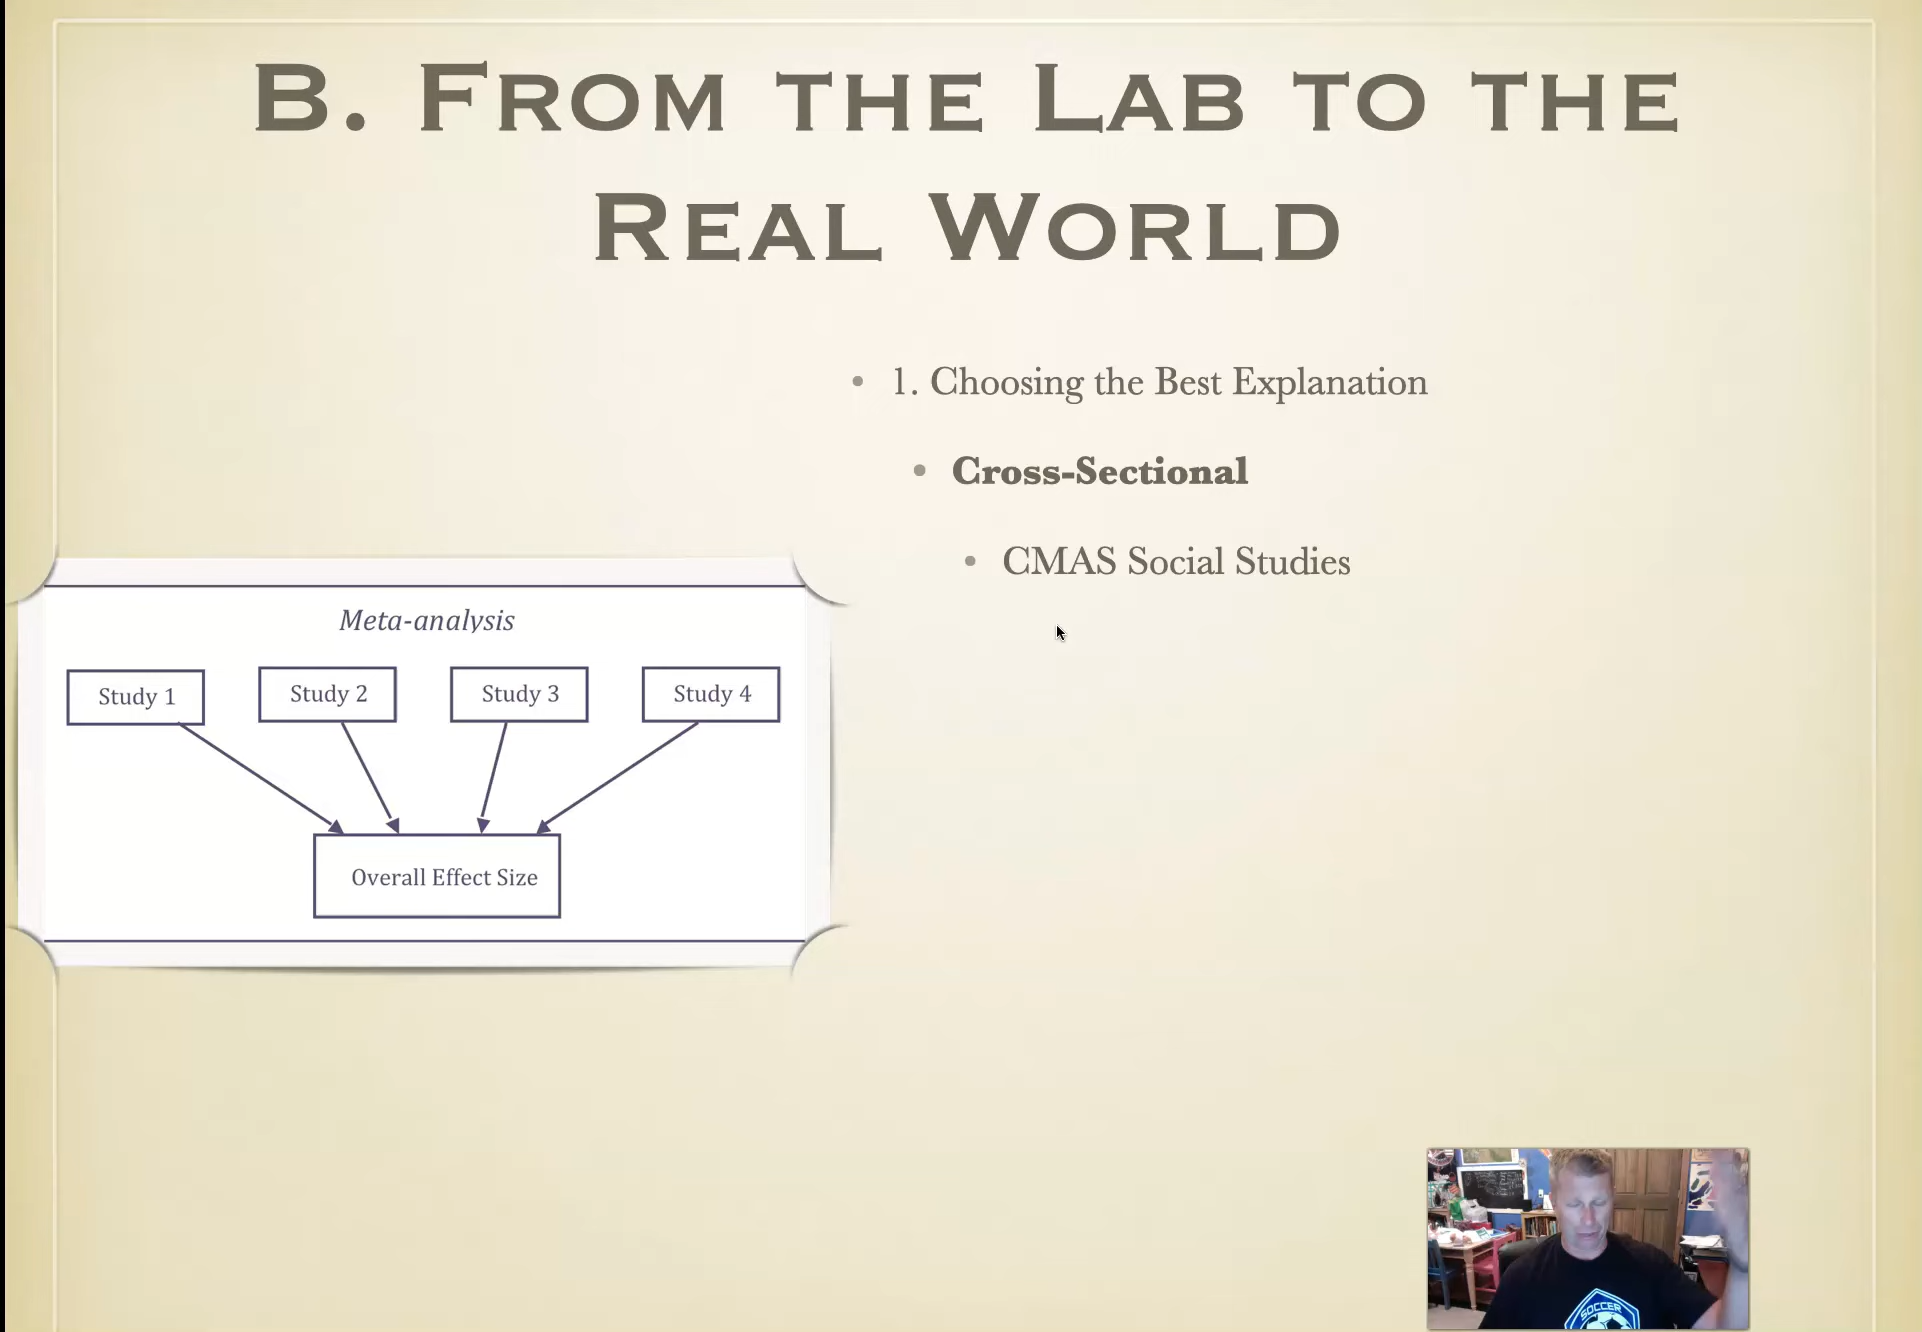 B. From the Lab to the
Real World
• 1. Choosing the Best Explanation
• Cross-Sectional
• CMAS Social Studies
Meta-analysis
Study 1
Study 2
Study 3
Study 4
Overall Effect Size
SOCCER